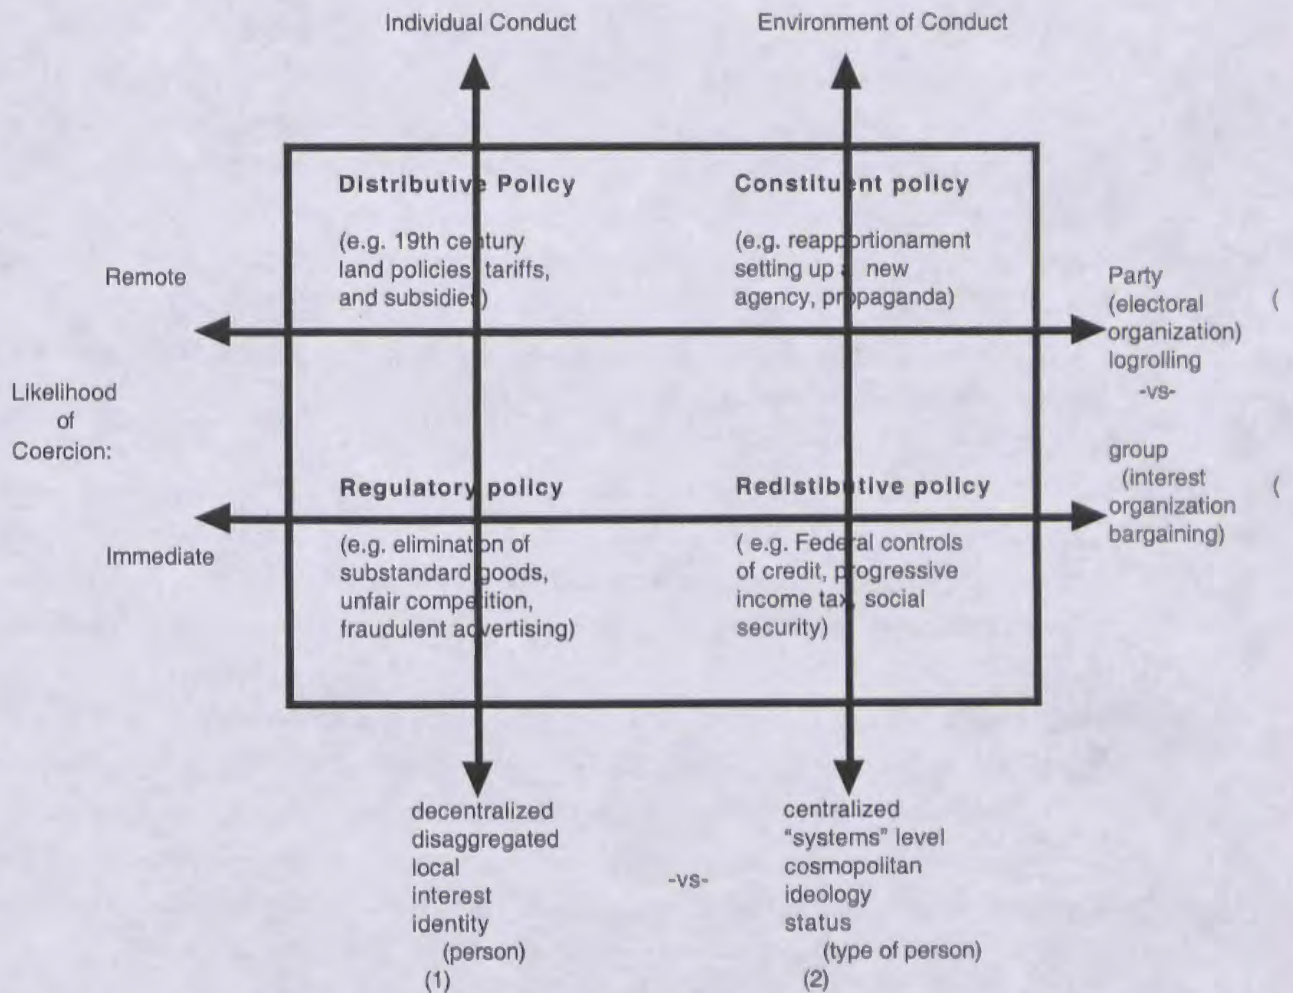 Individual Conduct
Environment of Conduct
Distributive Policy
(e.g. 19th century
land policies, tariffs,
and subsidies)
Constituent policy
(e.g. reapportionament
setting up a new
agency, propaganda)
Remote
Party
(electoral
organization)
logrolling
-vs-
group
(interest
organization
bargaining)
(
(
Likelihood
of
Coercion:
Regulatory policy
(e.g. elimination of
substandard goods,
unfair competition,
fraudulent advertising)
Redistibutive policy
( e.g. Federal controls
of credit, progressive
income tax, social
security)
Immediate
decentralized
disaggregated
local
interest
identity
(person)
(1)
-vs-
centralized
"systems" level
cosmopolitan
ideology
status
(type of person)
(2)